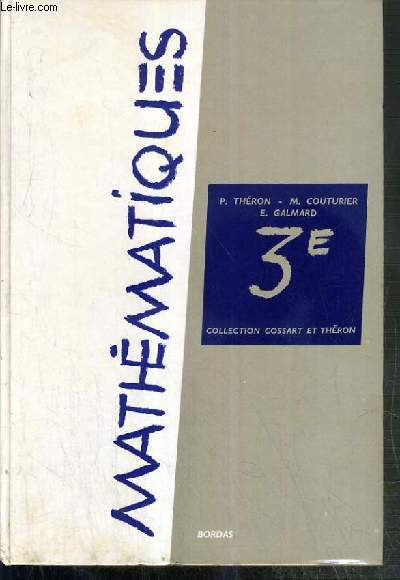 Le-Livre.com
MATHÉMATIQUES
P. THÉRON - M. COUTURIER
E. GALMARD
3E
COLLECTION COSSART ET THÉRON
BORDAS